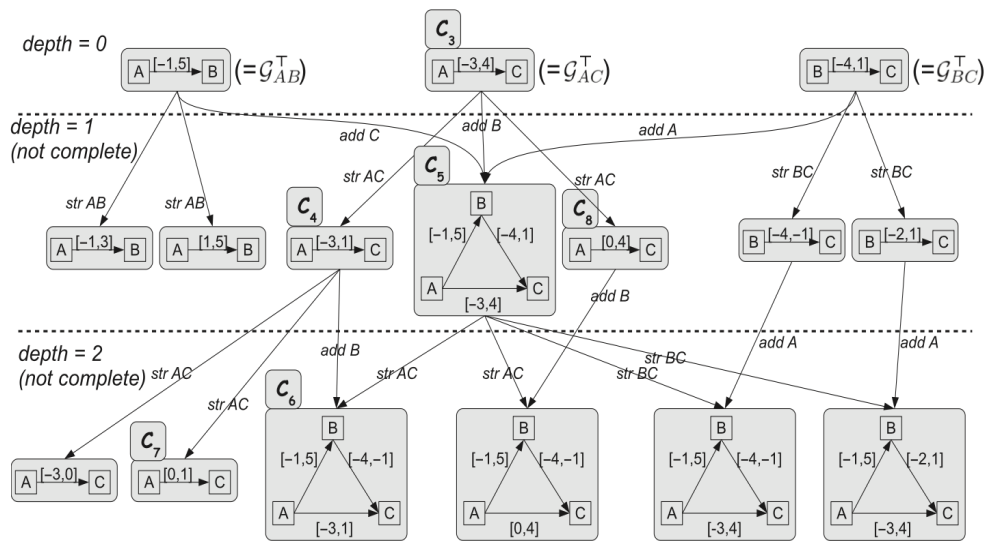 depth = 0
C3
A [−1,5] B (=𝒢⊤AB)
A [−3,4] C (=𝒢⊤AC)
B [−4,1] C (=𝒢⊤BC)
depth = 1
(not complete)
add C
add B
add A
str AB
str AB
str AC
str AC
str BC
str BC
C4
C5
C8
A [−1,3] B
A [1,5] B
A [−3,1] C
B
[−1,5] [−4,1]
A C
[−3,4]
A [0,4] C
B [−4,−1] C
B [−2,1] C
depth = 2
(not complete)
str AC
str AC
add B
str AC
str AC
add B
str BC
str BC
add A
add A
C7
C6
A [−3,0] C
A [0,1] C
B
[−1,5] [−4,−1]
A C
[−3,1]
B
[−1,5] [−4,−1]
A C
[0,4]
B
[−1,5] [−4,−1]
A C
[-3,4]
B
[−1,5] [−2,1]
A C
[−3,4]